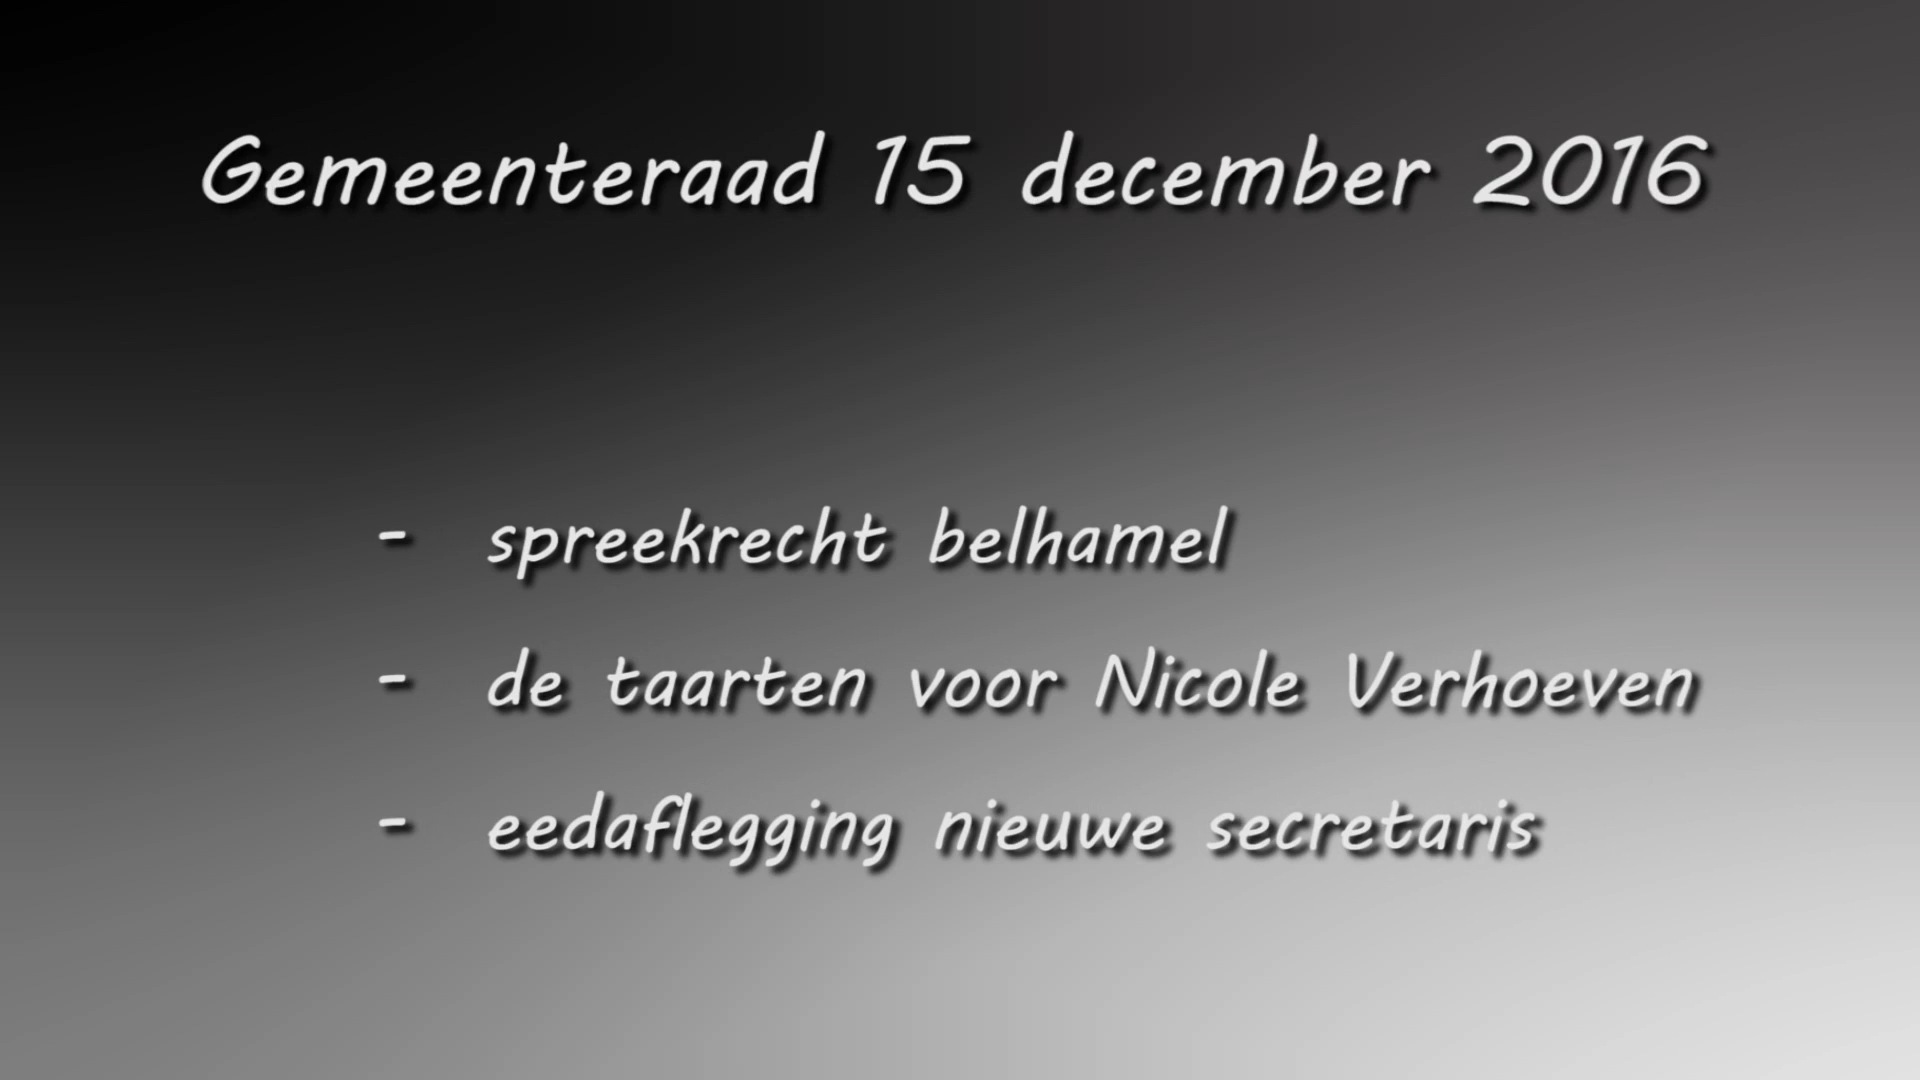 Gemeenteraad 15 december 2016
- spreekrecht belhamel
- de taarten voor Nicole Verhoeven
- eedaflegging nieuwe secretaris